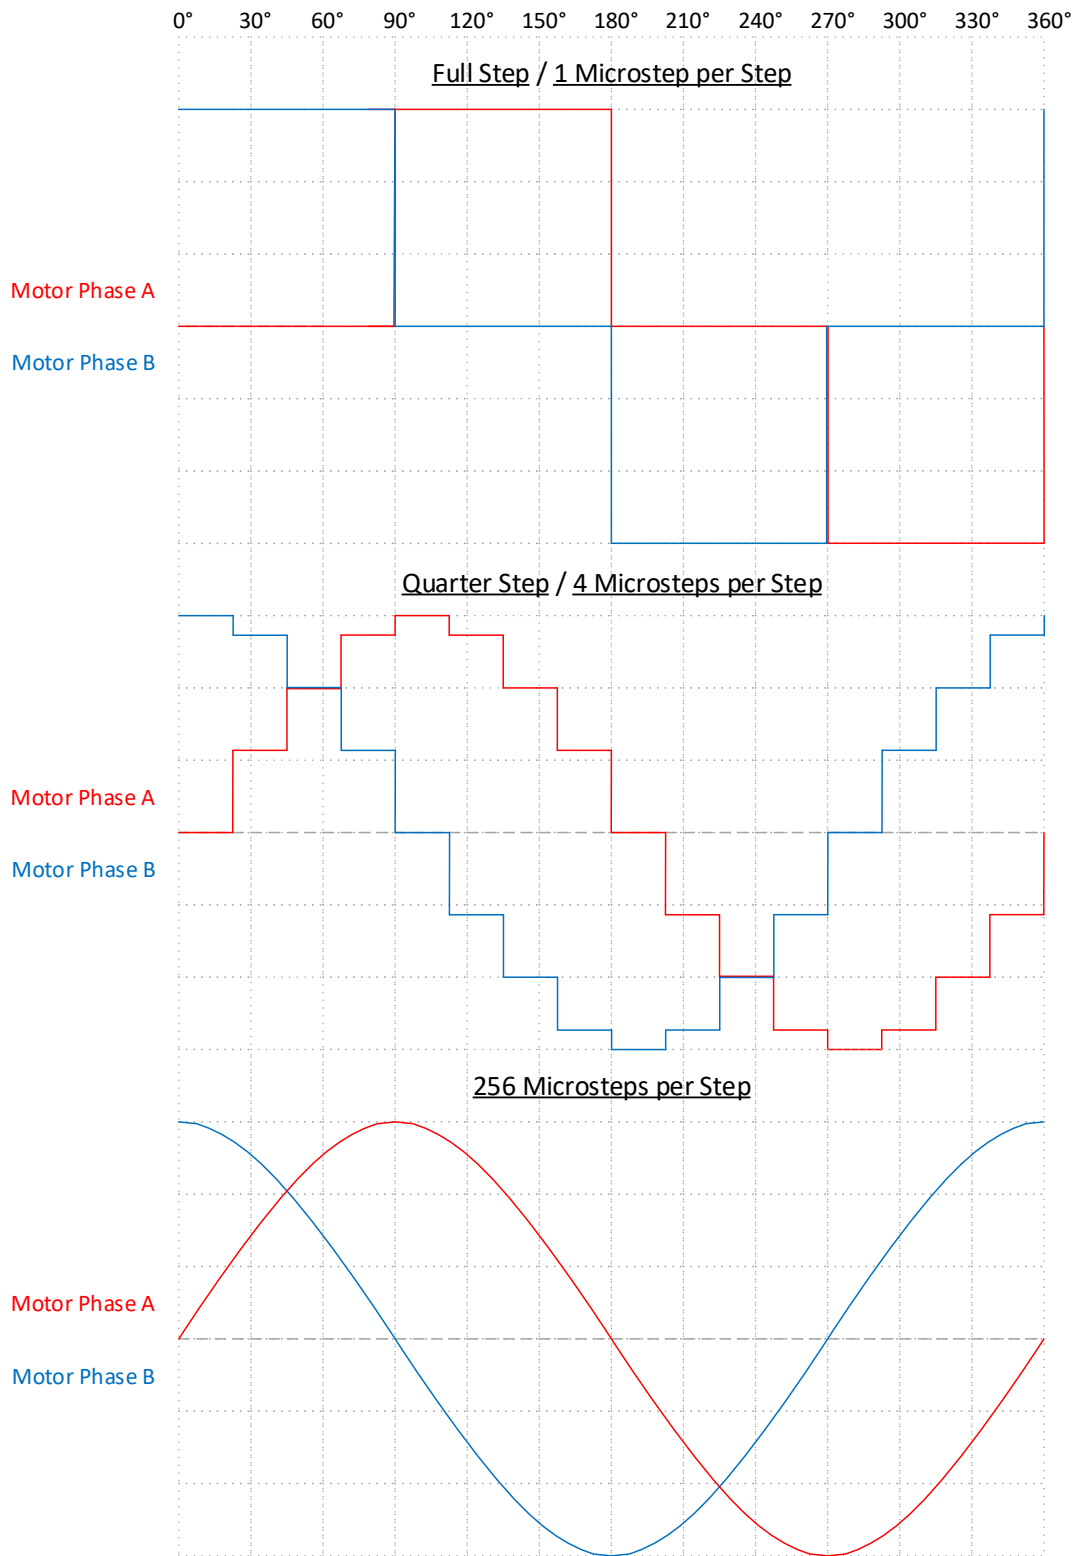 0° 30° 60° 90° 120° 150° 180° 210° 240° 270° 300° 330° 360°
Full Step / 1 Microstep per Step
Motor Phase A
Motor Phase B
Quarter Step / 4 Microsteps per Step
Motor Phase A
Motor Phase B
256 Microsteps per Step
Motor Phase A
Motor Phase B